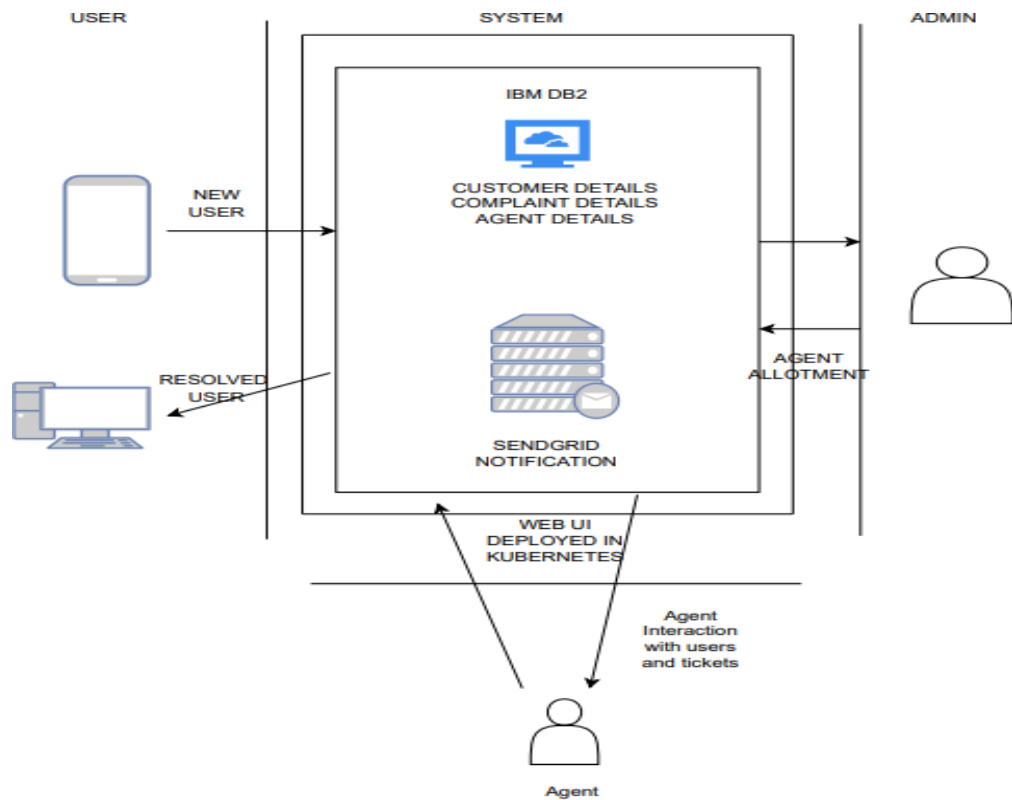 USER
SYSTEM
ADMIN
IBM DB2
CUSTOMER DETAILS
COMPLAINT DETAILS
AGENT DETAILS
NEW
USER
AGENT
ALLOTMENT
RESOLVED
USER
SENDGRID
NOTIFICATION
WEB UI
DEPLOYED IN
KUBERNETES
Agent
Interaction
with users
and tickets
Agent